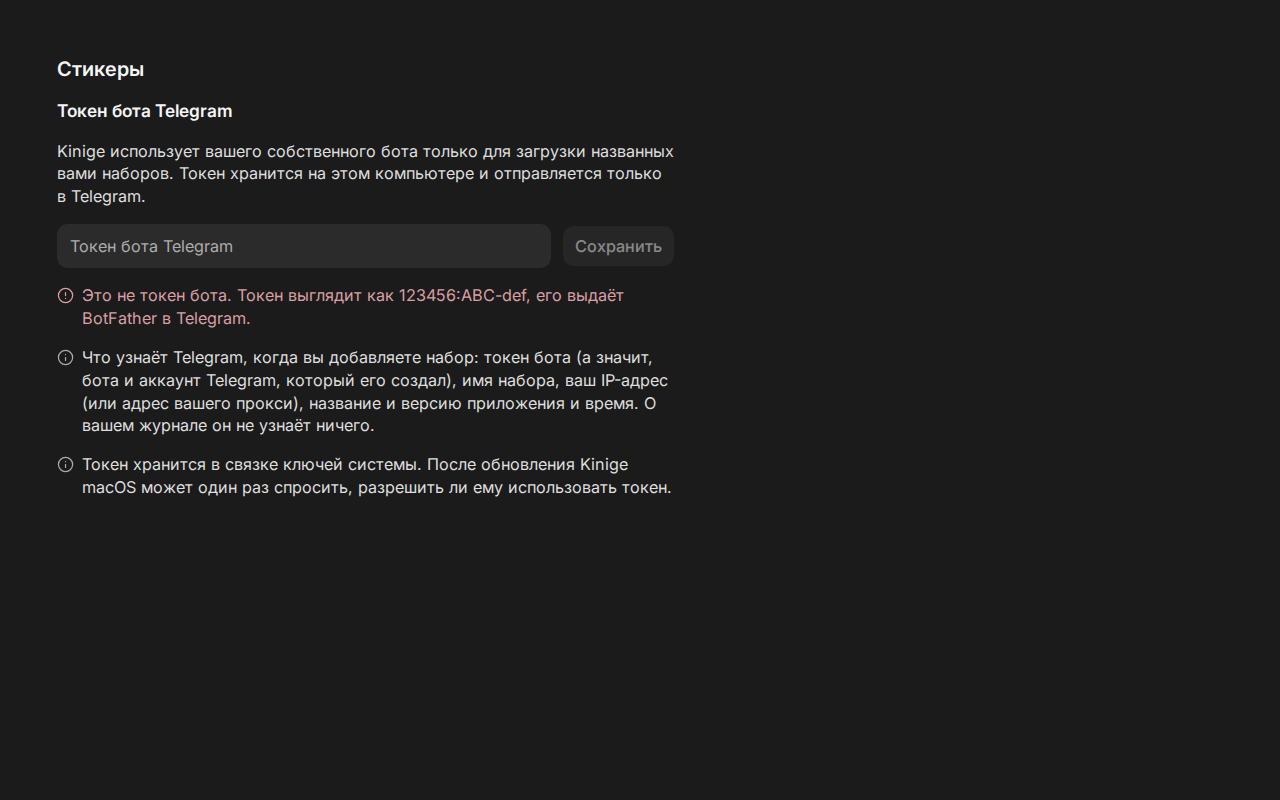 Стикеры
Токен бота Telegram
Kinige использует вашего собственного бота только для загрузки названных
вами наборов. Токен хранится на этом компьютере и отправляется только
в Telegram.
Токен бота Telegram
Сохранить
Это не токен бота. Токен выглядит как 123456:ABC-def, его выдаёт
BotFather в Telegram.
Что узнаёт Telegram, когда вы добавляете набор: токен бота (а значит,
бота и аккаунт Telegram, который его создал), имя набора, ваш IP-адрес
(или адрес вашего прокси), название и версию приложения и время. О
вашем журнале он не узнаёт ничего.
Токен хранится в связке ключей системы. После обновления Kinige
macOS может один раз спросить, разрешить ли ему использовать токен.